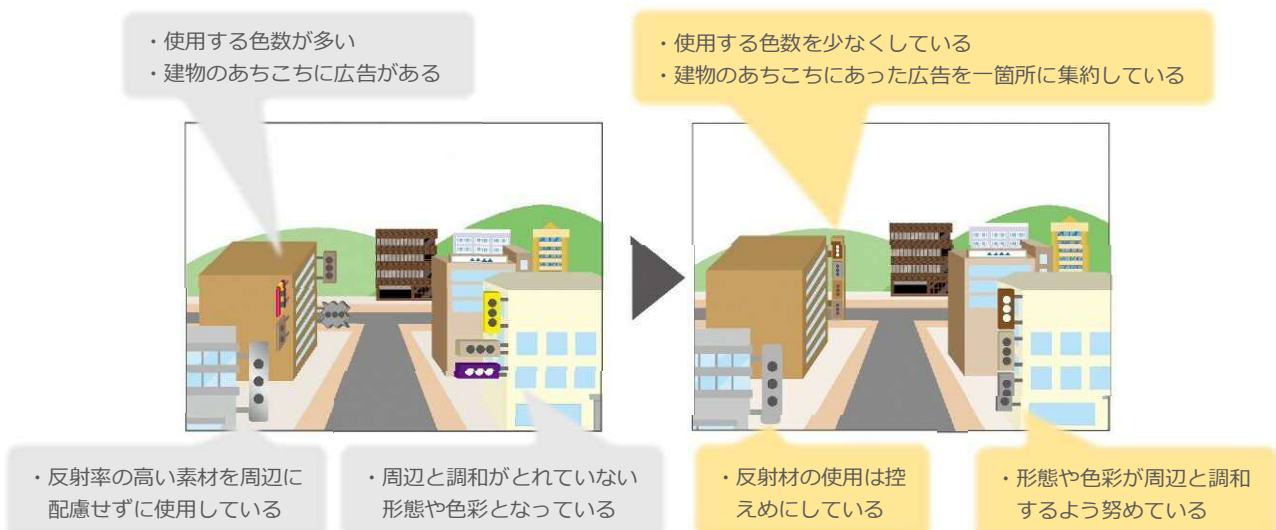 ・使用する色数が多い
・建物のあちこちに広告がある
・使用する色数を少なくしている
・建物のあちこちにあった広告を一箇所に集約している
・反射率の高い素材を周辺に
配慮せずに使用している
・周辺と調和がとれていない
形態や色彩となっている
・反射材の使用は控
えめにしている
・形態や色彩が周辺と調和
するよう努めている